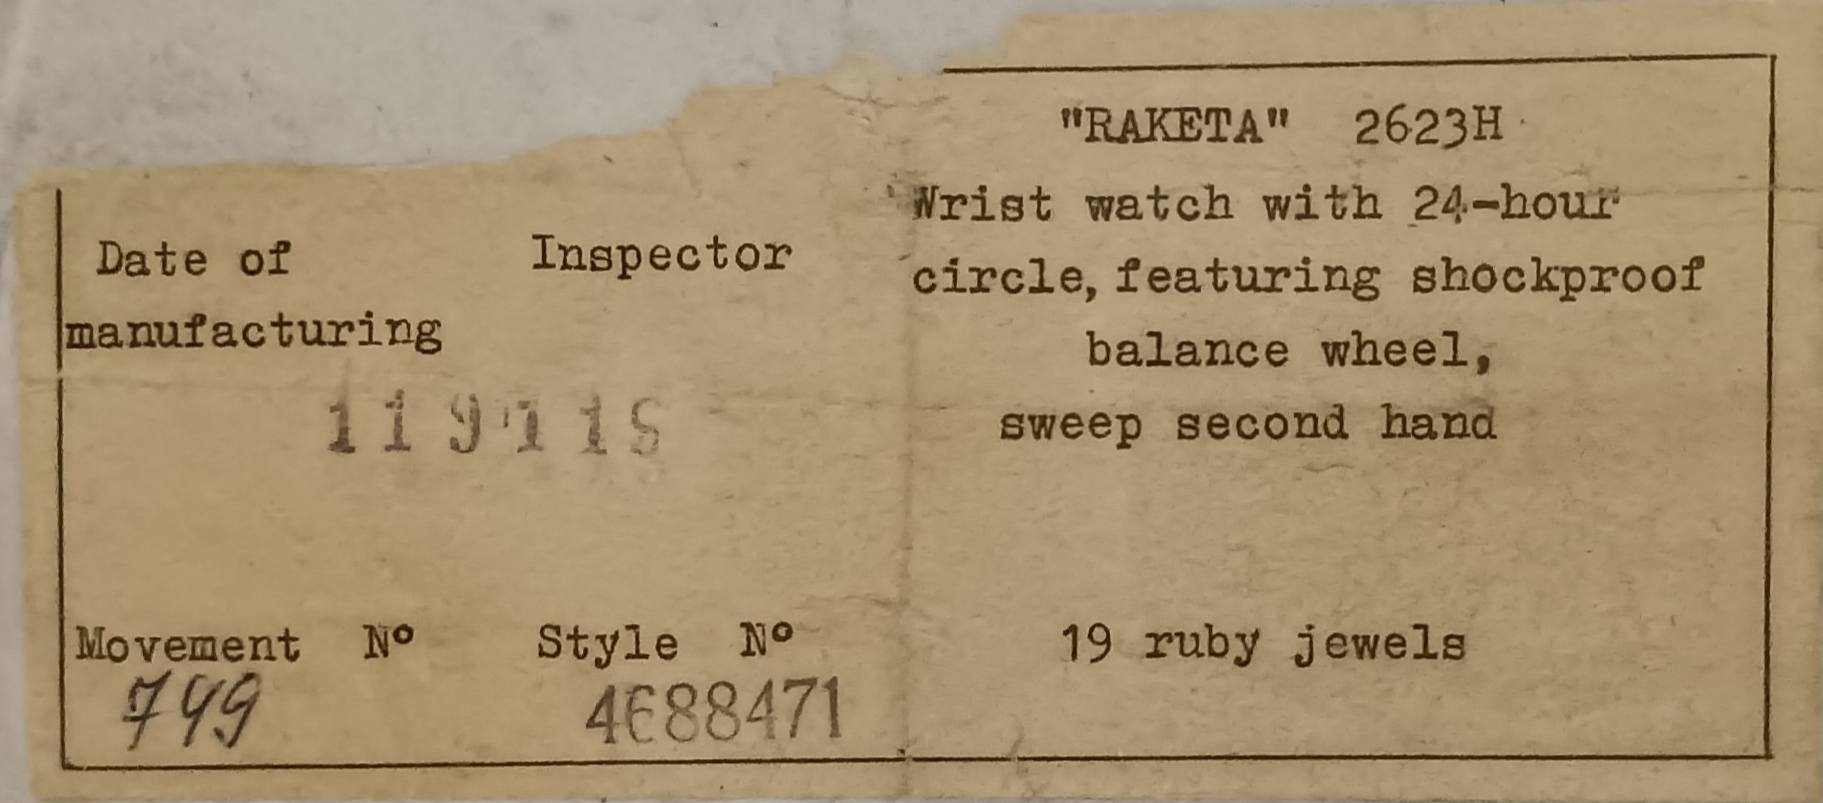 Date of
manufacturing
Inspector
Movement Nº
749
Style Nº
4688471
"RAKETA" 2623H
Wrist watch with 24-hour
circle, featuring shockproof
balance wheel,
sweep second hand
19 ruby jewels